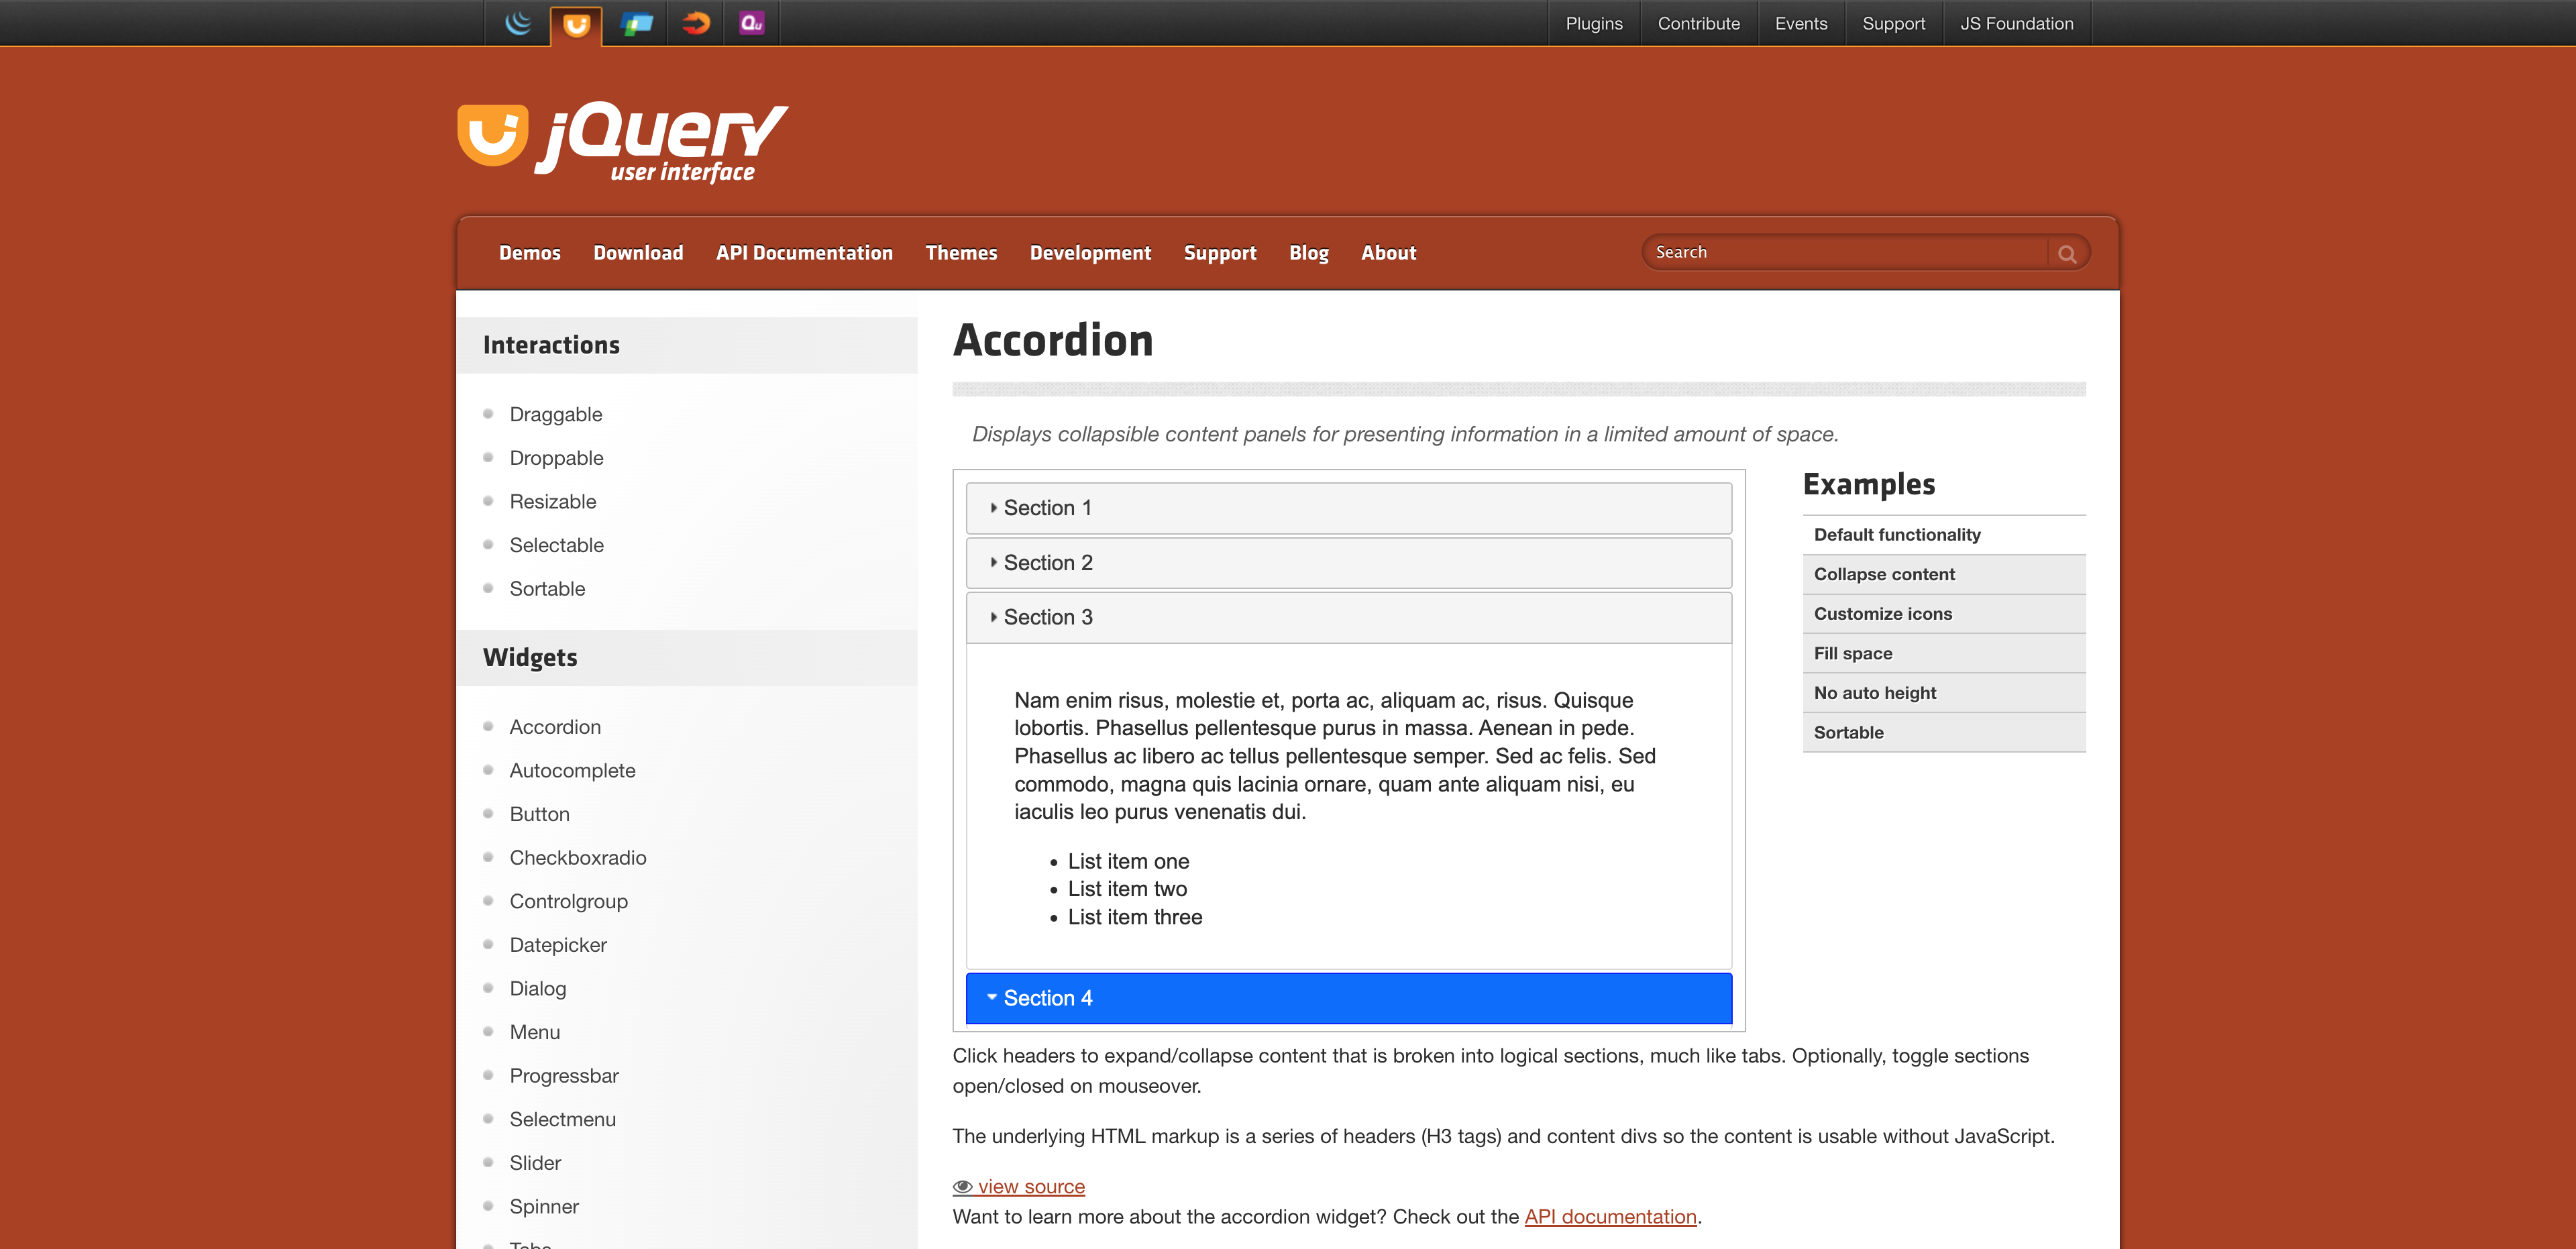 Plugins
Contribute
Events
Support
JS Foundation
jQuery
user interface
Demos
Download
API Documentation
Themes
Development
Support
Blog
About
Search
Interactions
Draggable
Droppable
Resizable
Selectable
Sortable
Widgets
Accordion
Autocomplete
Button
Checkboxradio
Controlgroup
Datepicker
Dialog
Menu
Progressbar
Selectmenu
Slider
Spinner
Tabs
Accordion
Displays collapsible content panels for presenting information in a limited amount of space.
Section 1
Section 2
Section 3
Nam enim risus, molestie et, porta ac, aliquam ac, risus. Quisque
lobortis. Phasellus pellentesque purus in massa. Aenean in pede.
Phasellus ac libero ac tellus pellentesque semper. Sed ac felis. Sed
commodo, magna quis lacinia ornare, quam ante aliquam nisi, eu
iaculis leo purus venenatis dui.
List item one
List item two
List item three
Section 4
Examples
Default functionality
Collapse content
Customize icons
Fill space
No auto height
Sortable
Click headers to expand/collapse content that is broken into logical sections, much like tabs. Optionally, toggle sections
open/closed on mouseover.
The underlying HTML markup is a series of headers (H3 tags) and content divs so the content is usable without JavaScript.
view source
Want to learn more about the accordion widget? Check out the API documentation.